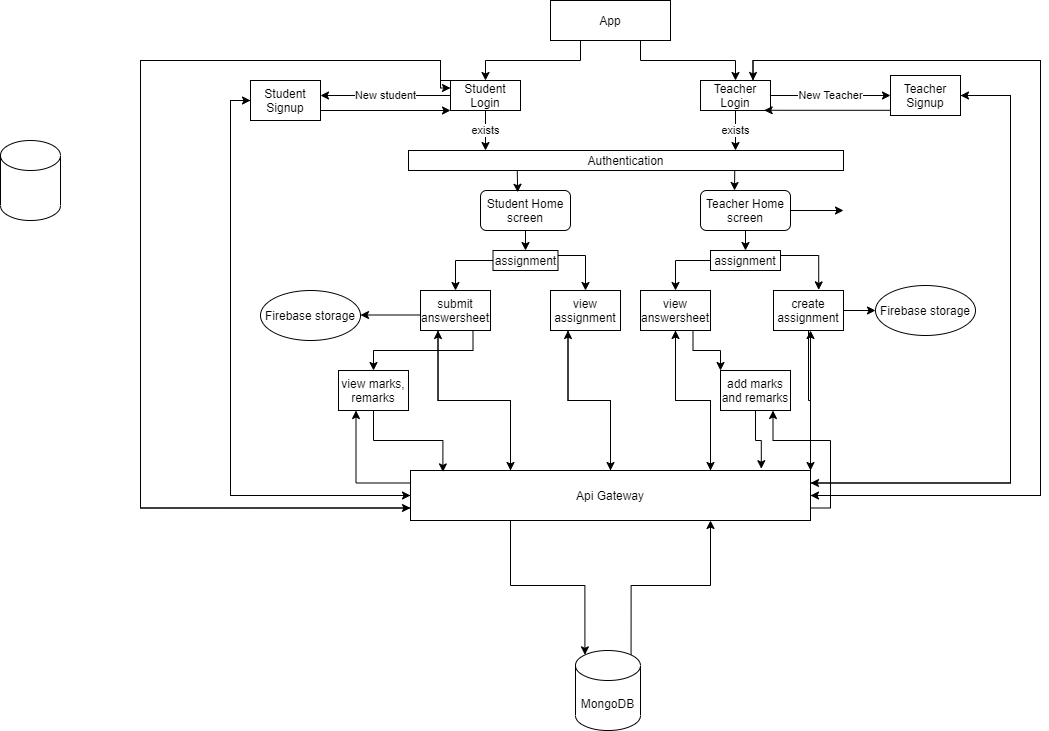 App
Student
Signup
New student
Student
Login
Teacher
Login
New Teacher
Teacher
Signup
exists
exists
Authentication
Student Home
screen
Teacher Home
screen
assignment
assignment
Firebase storage
submit
answersheet
view
assignment
view
answersheet
create
assignment
Firebase storage
view marks,
remarks
add marks
and remarks
Api Gateway
MongoDB